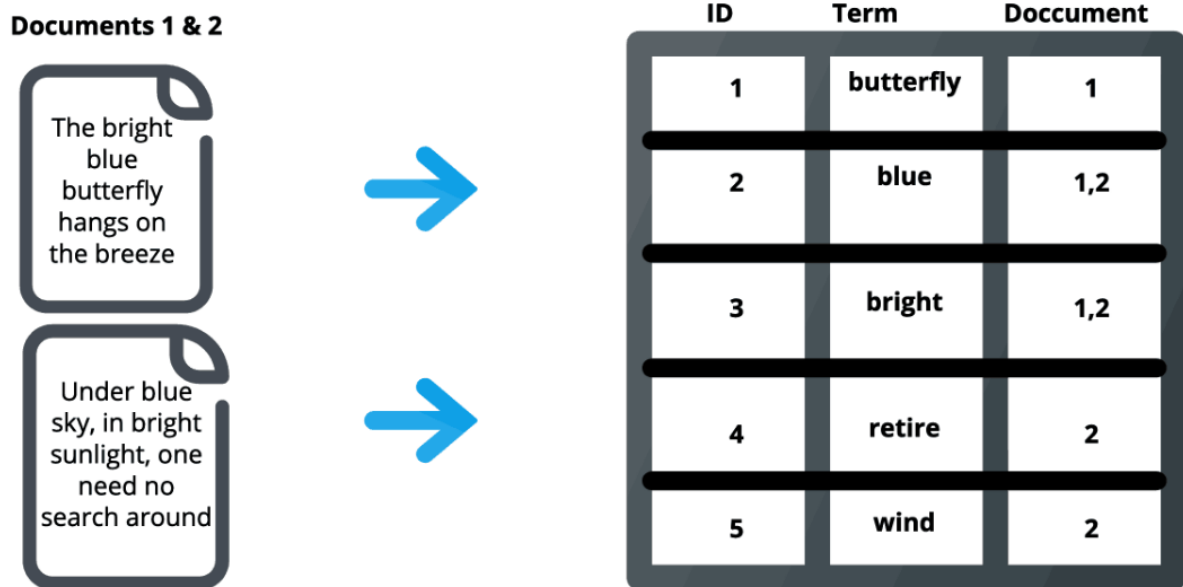 Documents 1 & 2
The bright
blue
butterfly
hangs on
the breeze
Under blue
sky, in bright
sunlight, one
need no
search around
ID Term Doccument
1 butterfly 1
2 blue 1,2
3 bright 1,2
4 retire 2
5 wind 2